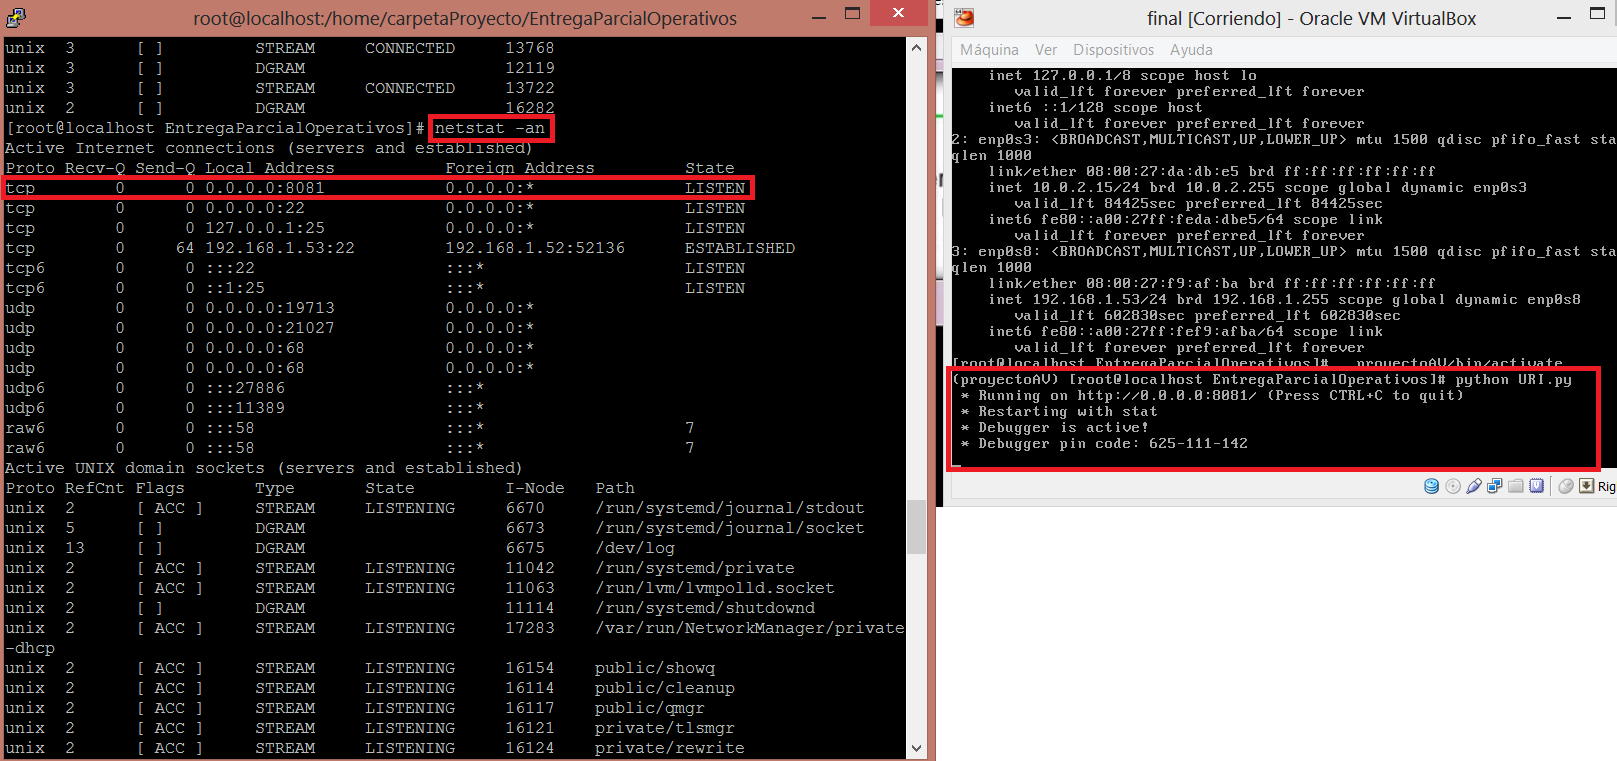 root@localhost:/home/carpetaProyecto/EntregaParcialOperativos
unix  3      [ ]         STREAM     CONNECTED     13768
unix  3      [ ]         DGRAM                    12119
unix  3      [ ]         STREAM     CONNECTED     13722
unix  2      [ ]         DGRAM                    16282
[root@localhost EntregaParcialOperativos]# netstat -an
Active Internet connections (servers and established)
Proto Recv-Q Send-Q Local Address           Foreign Address         State
tcp        0      0 0.0.0.0:8081            0.0.0.0:*               LISTEN
tcp        0      0 0.0.0.0:22              0.0.0.0:*               LISTEN
tcp        0      0 127.0.0.1:25            0.0.0.0:*               LISTEN
tcp        0     64 192.168.1.53:22         192.168.1.52:52136      ESTABLISHED
tcp6       0      0 :::22                   :::*                    LISTEN
tcp6       0      0 ::1:25                  :::*                    LISTEN
udp        0      0 0.0.0.0:19713           0.0.0.0:*
udp        0      0 0.0.0.0:21027           0.0.0.0:*
udp        0      0 0.0.0.0:68              0.0.0.0:*
udp        0      0 0.0.0.0:68              0.0.0.0:*
udp6       0      0 :::27886                :::*
udp6       0      0 :::11389                :::*
raw6       0      0 :::58                   :::*                    7
raw6       0      0 :::58                   :::*                    7
Active UNIX domain sockets (servers and established)
Proto RefCnt Flags       Type       State         I-Node   Path
unix  2      [ ACC ]     STREAM     LISTENING     6670     /run/systemd/journal/stdout
unix  5      [ ]         DGRAM                    6673     /run/systemd/journal/socket
unix  13     [ ]         DGRAM                    6675     /dev/log
unix  2      [ ACC ]     STREAM     LISTENING     11042    /run/systemd/private
unix  2      [ ACC ]     STREAM     LISTENING     11063    /run/lvm/lvmpolld.socket
unix  2      [ ]         DGRAM                    11114    /run/systemd/shutdownd
unix  2      [ ACC ]     STREAM     LISTENING     17283    /var/run/NetworkManager/private
-dhcp
unix  2      [ ACC ]     STREAM     LISTENING     16154    public/showq
unix  2      [ ACC ]     STREAM     LISTENING     16114    public/cleanup
unix  2      [ ACC ]     STREAM     LISTENING     16117    public/qmgr
unix  2      [ ACC ]     STREAM     LISTENING     16121    private/tlsmgr
unix  2      [ ACC ]     STREAM     LISTENING     16124    private/rewrite
final [Corriendo] - Oracle VM VirtualBox
Máquina Ver Dispositivos Ayuda
inet 127.0.0.1/8 scope host lo
valid_lft forever preferred_lft forever
inet6 ::1/128 scope host
valid_lft forever preferred_lft forever
2: enp0s3: <BROADCAST,MULTICAST,UP,LOWER_UP> mtu 1500 qdisc pfifo_fast sta
qlen 1000
link/ether 08:00:27:da:db:e5 brd ff:ff:ff:ff:ff:ff
inet 10.0.2.15/24 brd 10.0.2.255 scope global dynamic enp0s3
valid_lft 84425sec preferred_lft 84425sec
inet6 fe80::a00:27ff:feda:dbe5/64 scope link
valid_lft forever preferred_lft forever
3: enp0s8: <BROADCAST,MULTICAST,UP,LOWER_UP> mtu 1500 qdisc pfifo_fast sta
qlen 1000
link/ether 08:00:27:f9:af:ba brd ff:ff:ff:ff:ff:ff
inet 192.168.1.53/24 brd 192.168.1.255 scope global dynamic enp0s8
valid_lft 602830sec preferred_lft 602830sec
inet6 fe80::a00:27ff:fef9:afba/64 scope link
valid_lft forever preferred_lft forever
[root@localhost EntregaParcialOperativos]# . proyectoAV/bin/activate
(proyectoAV) [root@localhost EntregaParcialOperativos]# python URI.py
* Running on http://0.0.0.0:8081/ (Press CTRL+C to quit)
* Restarting with stat
* Debugger is active!
* Debugger pin code: 625-111-142
Rig